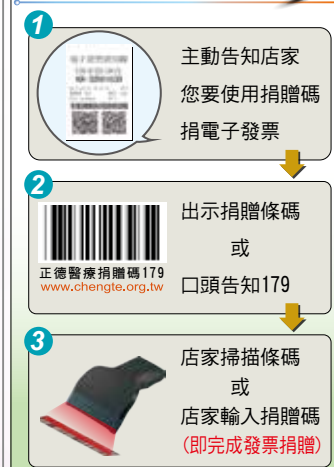 1
主動告知店家
您要使用捐贈碼
捐電子發票
2
正德醫療捐贈碼179
www.chengte.org.tw
出示捐贈條碼
或
口頭告知179
3
店家掃描條碼
或
店家輸入捐贈碼
(即完成發票捐贈)